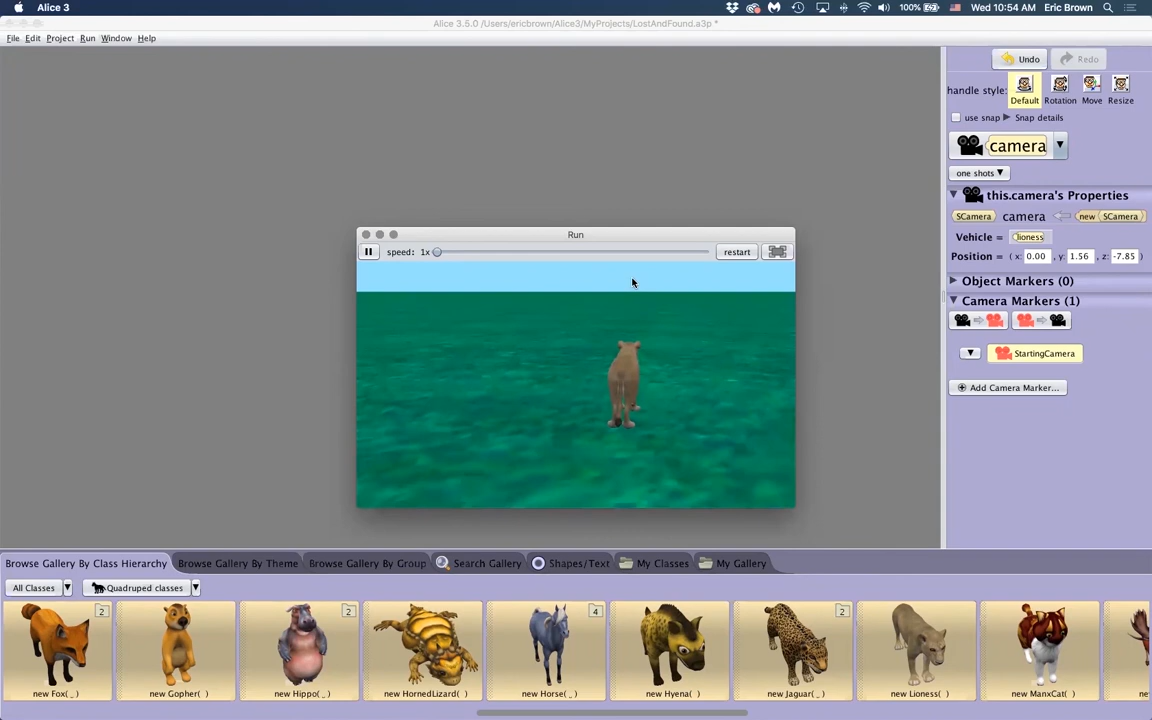 Alice 3
100%
Wed 10:54 AM
Eric Brown
Alice 3.5.0 /Users/ericbrown/Alice3/MyProjects/LostAndFound.a3p *
File Edit Project Run Window Help
Undo
Redo
handle style:
Default
Rotation
Move
Resize
use snap
Snap details
camera
one shots
this.camera's Properties
SCamera camera new SCamera
Vehicle = lioness
Position = ( x: 0.00 , y: 1.56 , z: -7.85 )
Object Markers (0)
Camera Markers (1)
StartingCamera
Add Camera Marker...
Run
speed: 1x
restart
Browse Gallery By Class Hierarchy
Browse Gallery By Theme
Browse Gallery By Group
Search Gallery
Shapes/Text
My Classes
My Gallery
All Classes
Quadruped classes
2
2
4
2
new Fox( _ )
new Gopher( )
new Hippo( _ )
new HornedLizard( )
new Horse( _ )
new Hyena( )
new Jaguar( _ )
new Lioness( )
new ManxCat( )
ne